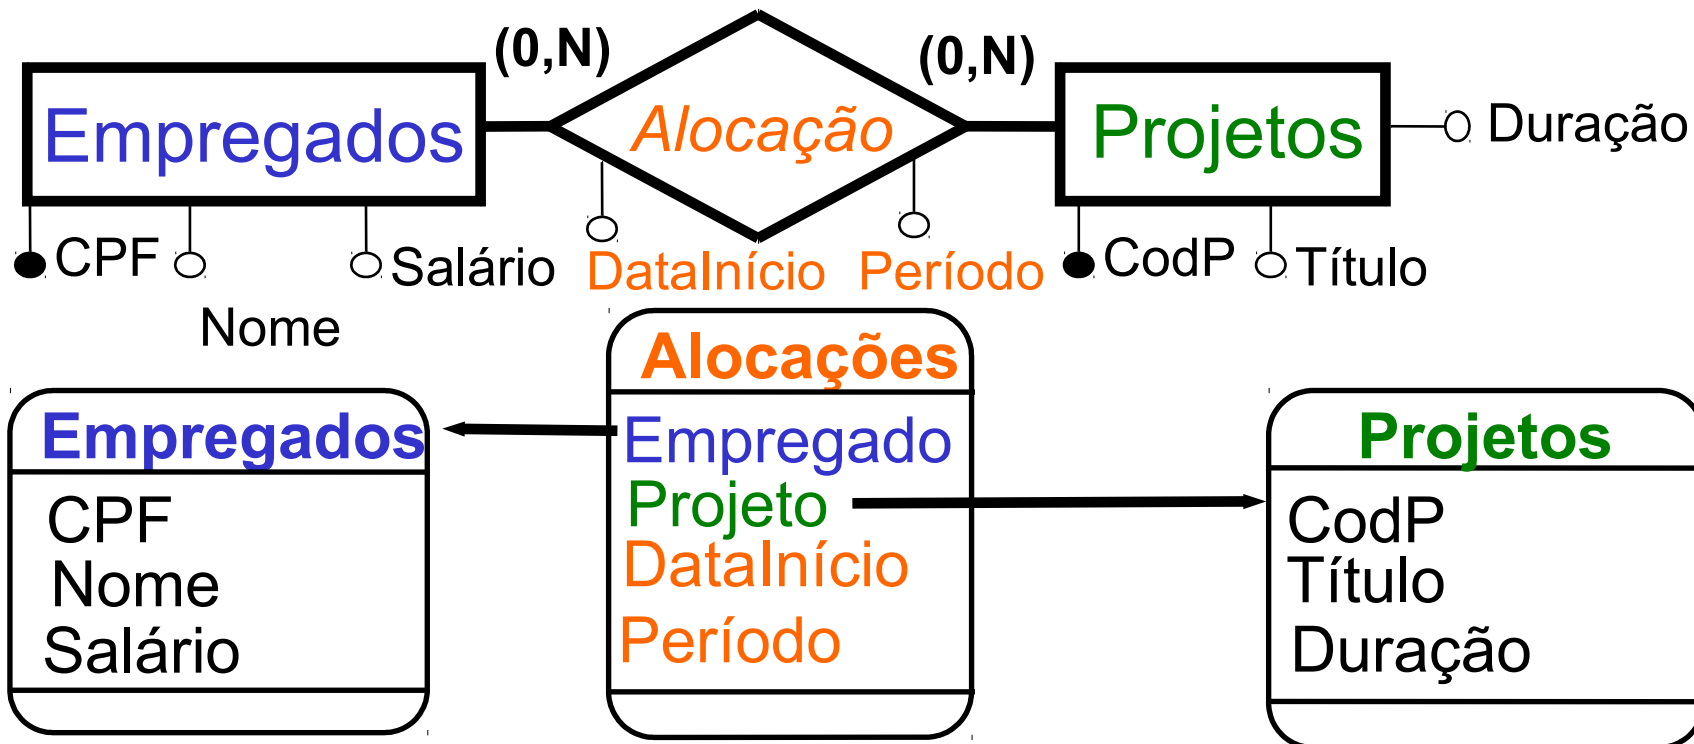 (0,N)
(0,N)
Empregados
Alocação
Projetos
Duração
CPF
Nome
Salário
DataInício
Período
CodP
Título
Empregados
CPF
Nome
Salário
Alocações
Empregado
Projeto
DataInício
Período
Projetos
CodP
Título
Duração